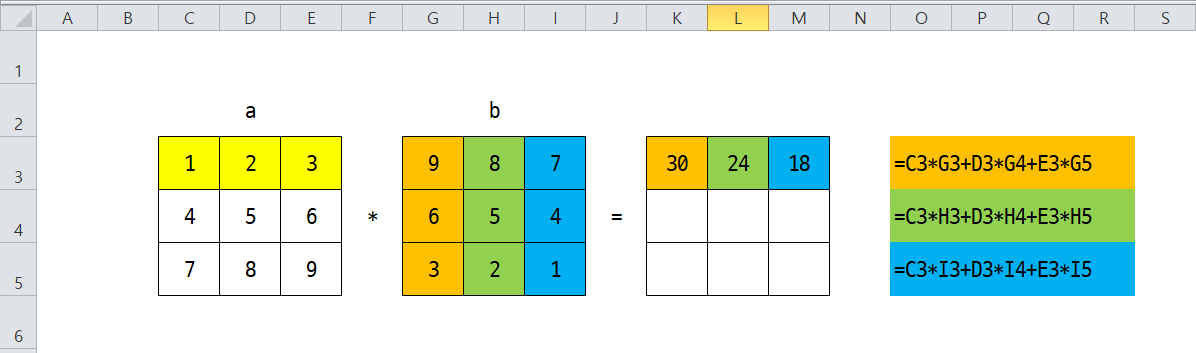 A B C D E F G H I J K L M N O P Q R S
1
2 a b
3 1 2 3 9 8 7 30 24 18 =C3*G3+D3*G4+E3*G5
4 4 5 6 * 6 5 4 = =C3*H3+D3*H4+E3*H5
5 7 8 9 3 2 1 =C3*I3+D3*I4+E3*I5
6